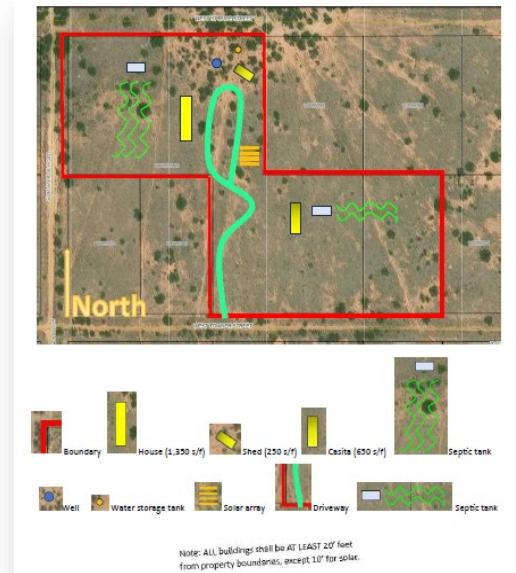 North
Boundary
House (1,350 s/f)
Shed (250 s/f)
Casita (650 s/f)
Septic tank
Well
Water storage tank
Solar array
Driveway
Septic tank
Note: ALL buildings shall be AT LEAST 20' feet
from property boundaries, except 10' for solar.